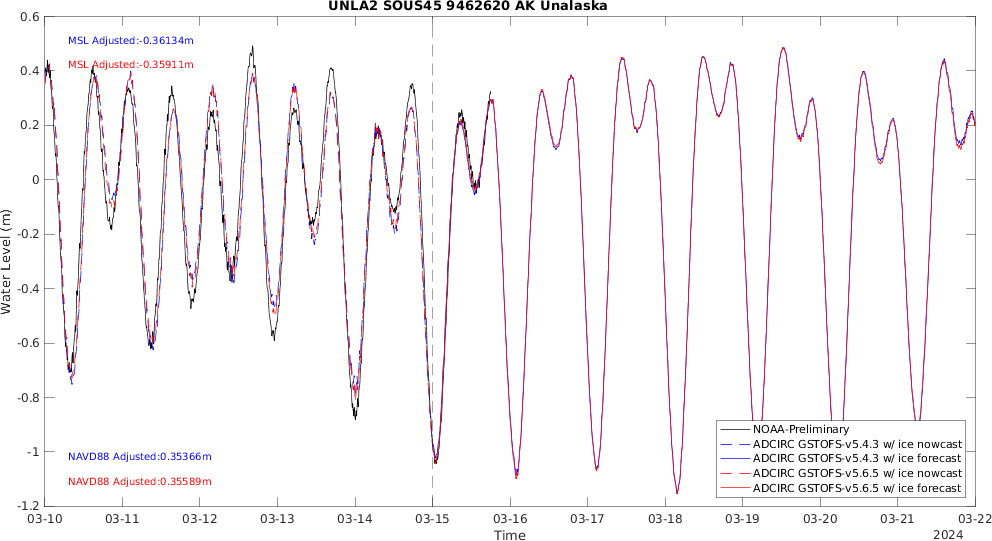 UNLA2 SOUS45 9462620 AK Unalaska
0.6
MSL Adjusted:-0.36134m
MSL Adjusted:-0.35911m
0.4
0.2
0
-0.2
-0.4
-0.6
-0.8
-1
-1.2
Water Level (m)
NAVD88 Adjusted:0.35366m
NAVD88 Adjusted:0.35589m
NOAA-Preliminary
ADCIRC GSTOFS-v5.4.3 w/ ice nowcast
ADCIRC GSTOFS-v5.4.3 w/ ice forecast
ADCIRC GSTOFS-v5.6.5 w/ ice nowcast
ADCIRC GSTOFS-v5.6.5 w/ ice forecast
03-10 03-11 03-12 03-13 03-14 03-15 03-16 03-17 03-18 03-19 03-20 03-21 03-22
Time
2024